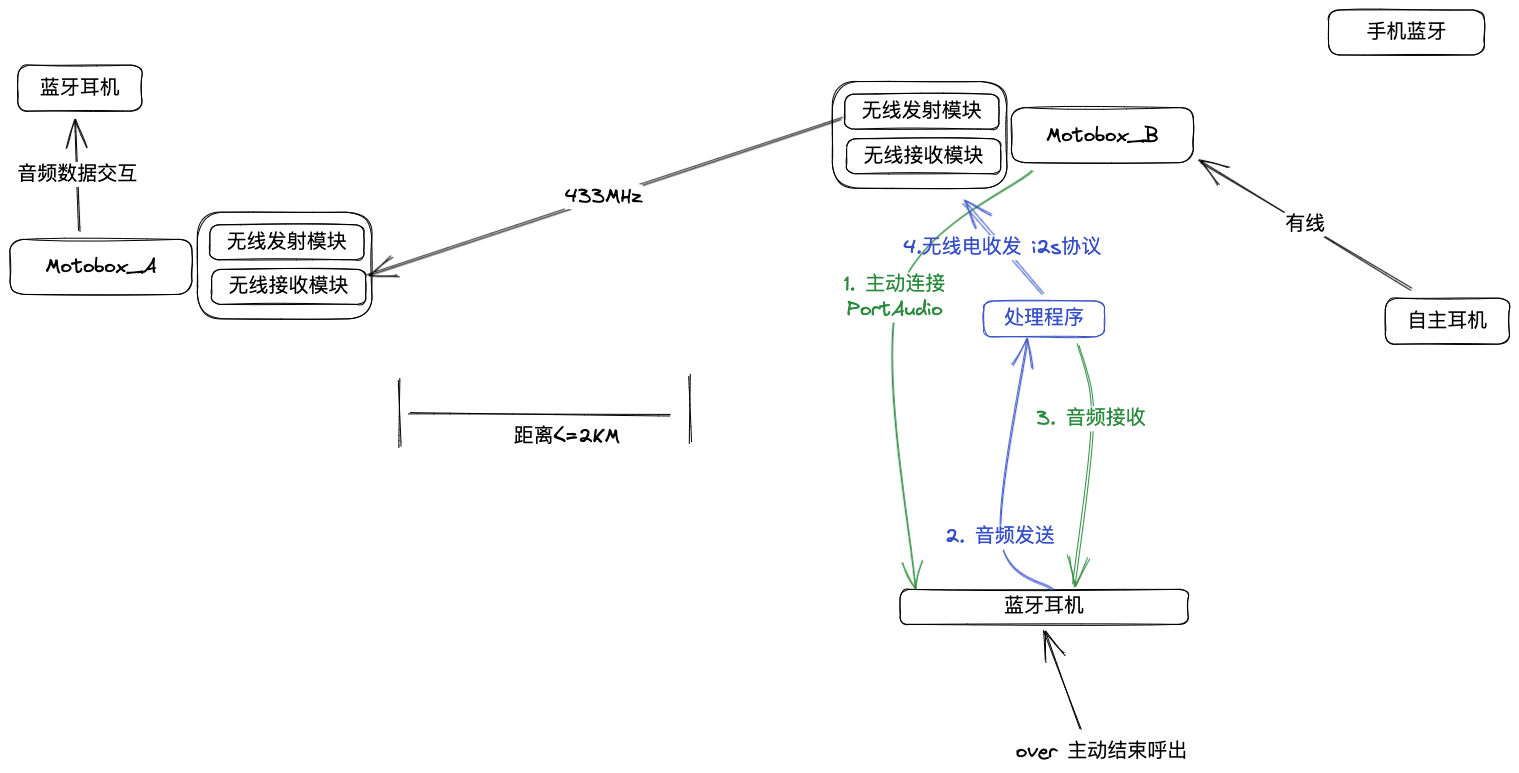 手机蓝牙
蓝牙耳机
无线发射模块
Motobox_B
无线接收模块
音频数据交互
433MHz
有线
无线发射模块
4.无线电收发 i2s协议
Motobox_A
无线接收模块
1. 主动连接
PortAudio
处理程序
自主耳机
3. 音频接收
距离<=2KM
2. 音频发送
蓝牙耳机
over 主动结束呼出